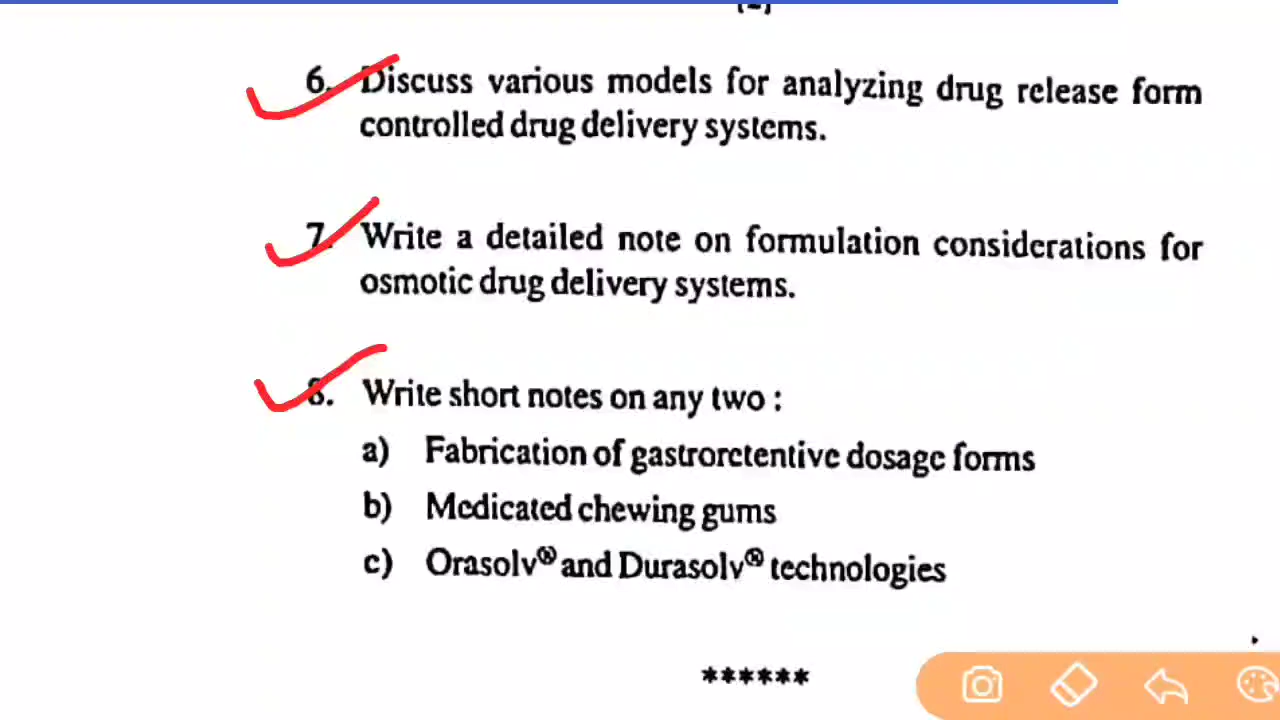 6. Discuss various models for analyzing drug release form
controlled drug delivery systems.
7. Write a detailed note on formulation considerations for
osmotic drug delivery systems.
8. Write short notes on any two :
a) Fabrication of gastroretentive dosage forms
b) Medicated chewing gums
c) Orasolv® and Durasolv® technologies
******